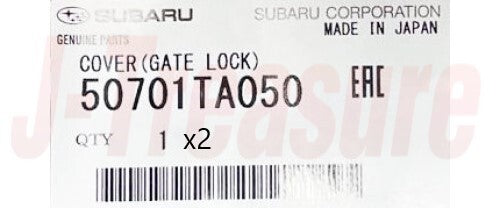 SUBARU
SUBARU CORPORATION
GENUINE PARTS
MADE IN JAPAN
COVER(GATE LOCK)
50701TA050 EAC
QTY 1 x2
J-Treasure